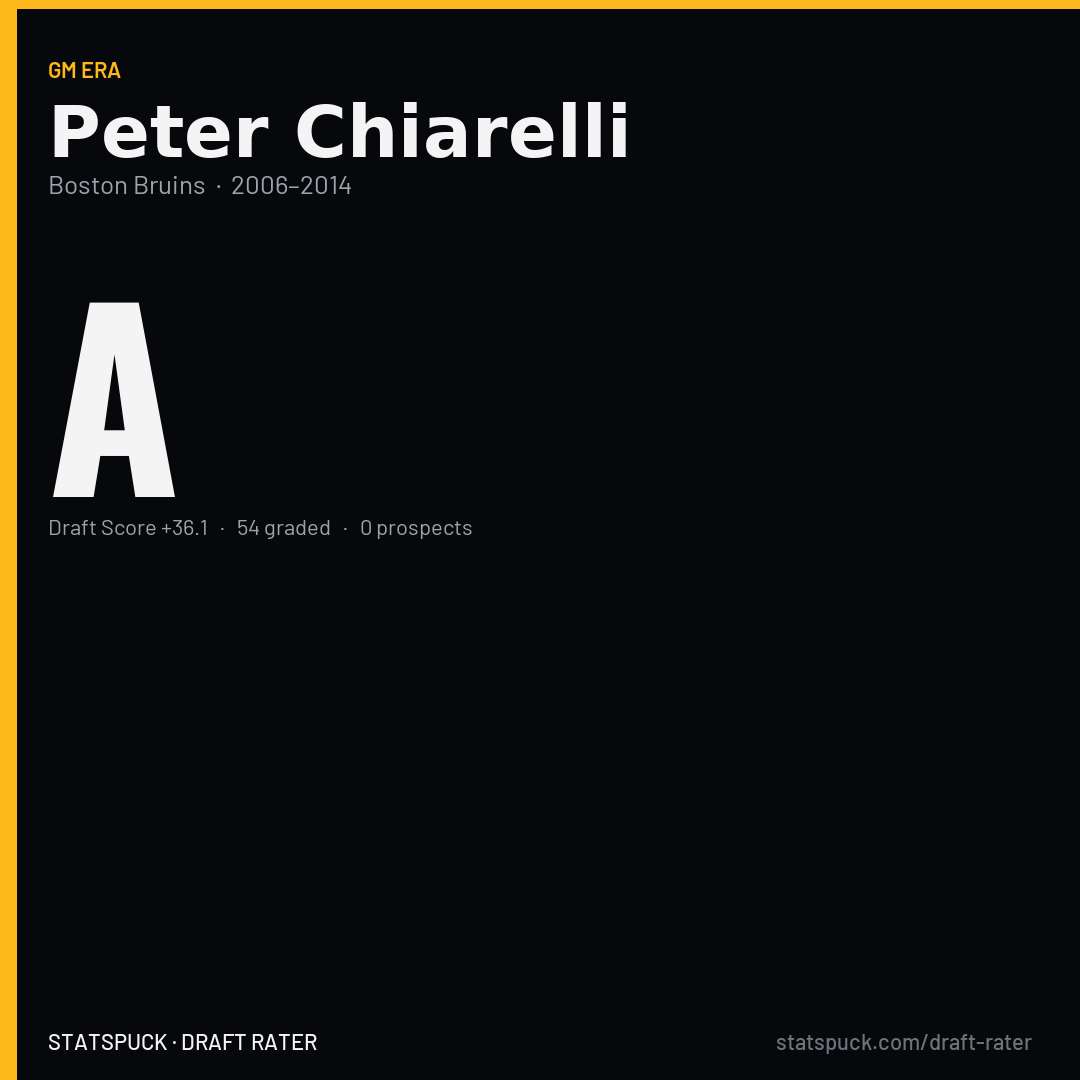 GM ERA
Peter Chiarelli
Boston Bruins · 2006–2014
A
Draft Score +36.1 · 54 graded · 0 prospects
STATSPUCK · DRAFT RATER
statspuck.com/draft-rater